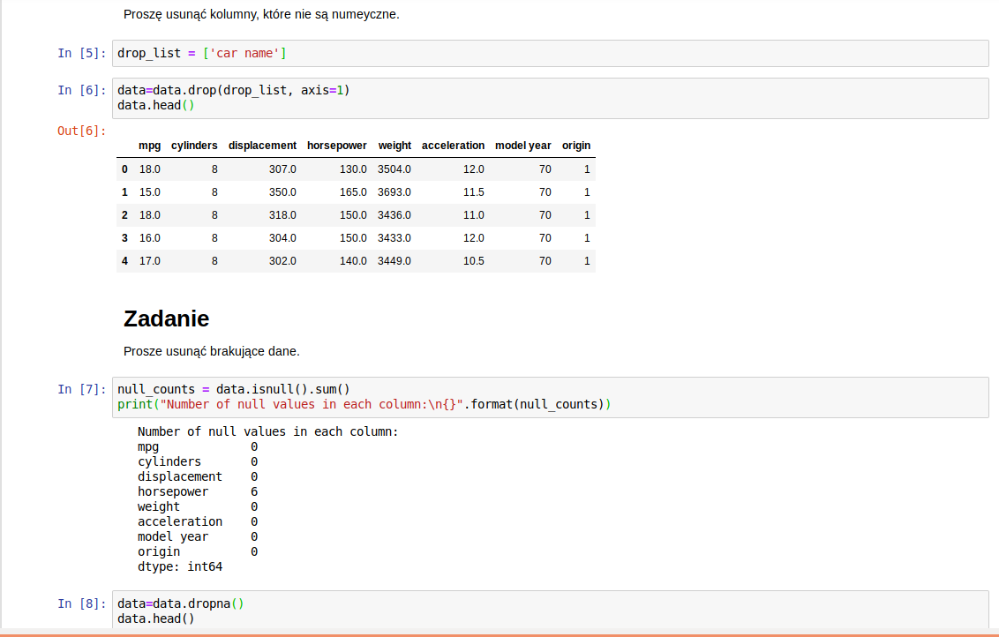 Proszę usunąć kolumny, które nie są numeyczne.
In [5]: drop_list = ['car name']
In [6]: data=data.drop(drop_list, axis=1)
data.head()
Out[6]:
mpg cylinders displacement horsepower weight acceleration model year origin
0 18.0 8 307.0 130.0 3504.0 12.0 70 1
1 15.0 8 350.0 165.0 3693.0 11.5 70 1
2 18.0 8 318.0 150.0 3436.0 11.0 70 1
3 16.0 8 304.0 150.0 3433.0 12.0 70 1
4 17.0 8 302.0 140.0 3449.0 10.5 70 1
Zadanie
Prosze usunąć brakujące dane.
In [7]: null_counts = data.isnull().sum()
print("Number of null values in each column:\n{}".format(null_counts))
Number of null values in each column:
mpg 0
cylinders 0
displacement 0
horsepower 6
weight 0
acceleration 0
model year 0
origin 0
dtype: int64
In [8]: data=data.dropna()
data.head()